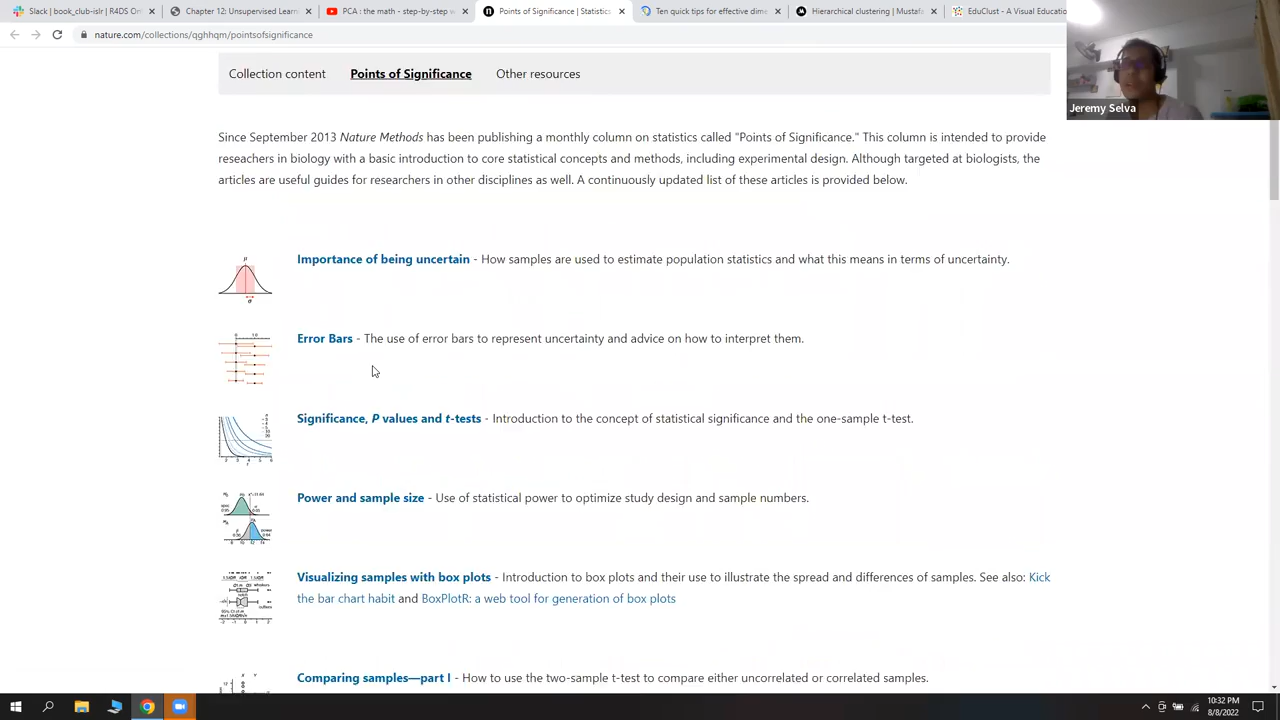 Slack | book_club-islr | R4DS On
Chapter 12: Unsupervised Learni
PCA : the math - step-by-step w
Points of Significance | Statistics
Ten quick tips for effective dime
Hierarchical clustering | Mustafa
EduClust - A Visual Education
nature.com/collections/qghhqm/pointsofsignificance
Jeremy Selva
Collection content
Points of Significance
Other resources
Since September 2013 Nature Methods has been publishing a monthly column on statistics called "Points of Significance." This column is intended to provide
reseachers in biology with a basic introduction to core statistical concepts and methods, including experimental design. Although targeted at biologists, the
articles are useful guides for researchers in other disciplines as well. A continuously updated list of these articles is provided below.
Importance of being uncertain - How samples are used to estimate population statistics and what this means in terms of uncertainty.
Error Bars - The use of error bars to represent uncertainty and advice on how to interpret them.
Significance, P values and t-tests - Introduction to the concept of statistical significance and the one-sample t-test.
Power and sample size - Use of statistical power to optimize study design and sample numbers.
Visualizing samples with box plots - Introduction to box plots and their use to illustrate the spread and differences of samples. See also: Kick
the bar chart habit and BoxPlotR: a web tool for generation of box plots
Comparing samples—part I - How to use the two-sample t-test to compare either uncorrelated or correlated samples.
10:32 PM
8/8/2022